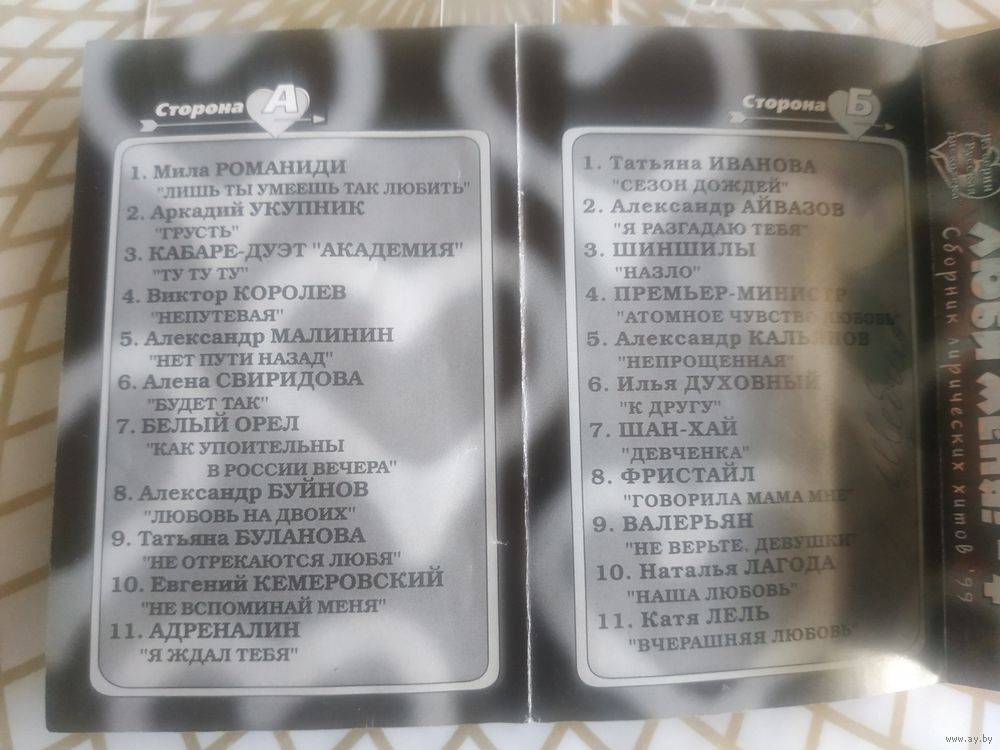 Сторона А
1. Мила РОМАНИДИ
"ЛИШЬ ТЫ УМЕЕШЬ ТАК ЛЮБИТЬ"
2. Аркадий УКУПНИК
"ГРУСТЬ"
3. КАБАРЕ-ДУЭТ "АКАДЕМИЯ"
"ТУ ТУ ТУ"
4. Виктор КОРОЛЕВ
"НЕПУТЕВАЯ"
5. Александр МАЛИНИН
"НЕТ ПУТИ НАЗАД"
6. Алена СВИРИДОВА
"БУДЕТ ТАК"
7. БЕЛЫЙ ОРЕЛ
"КАК УПОИТЕЛЬНЫ
В РОССИИ ВЕЧЕРА"
8. Александр БУЙНОВ
"ЛЮБОВЬ НА ДВОИХ"
9. Татьяна БУЛАНОВА
"НЕ ОТРЕКАЮТСЯ ЛЮБЯ"
10. Евгений КЕМЕРОВСКИЙ
"НЕ ВСПОМИНАЙ МЕНЯ"
11. АДРЕНАЛИН
"Я ЖДАЛ ТЕБЯ"
Сторона Б
1. Татьяна ИВАНОВА
"СЕЗОН ДОЖДЕЙ"
2. Александр АЙВАЗОВ
"Я РАЗГАДАЮ ТЕБЯ"
3. ШИНШИЛЫ
"НАЗЛО"
4. ПРЕМЬЕР-МИНИСТР
"АТОМНОЕ ЧУВСТВО ЛЮБОВЬ"
5. Александр КАЛЬЯНОВ
"НЕПРОЩЕННАЯ"
6. Илья ДУХОВНЫЙ
"К ДРУГУ"
7. ШАН-ХАЙ
"ДЕВЧЕНКА"
8. ФРИСТАЙЛ
"ГОВОРИЛА МАМА МНЕ"
9. ВАЛЕРЬЯН
"НЕ ВЕРЬТЕ, ДЕВУШКИ"
10. Наталья ЛАГОДА
"НАША ЛЮБОВЬ"
11. Катя ЛЕЛЬ
"ВЧЕРАШНЯЯ ЛЮБОВЬ"
ЛЮБИ МЕНЯ
Сборник лирических хитов '99
www.ay.by